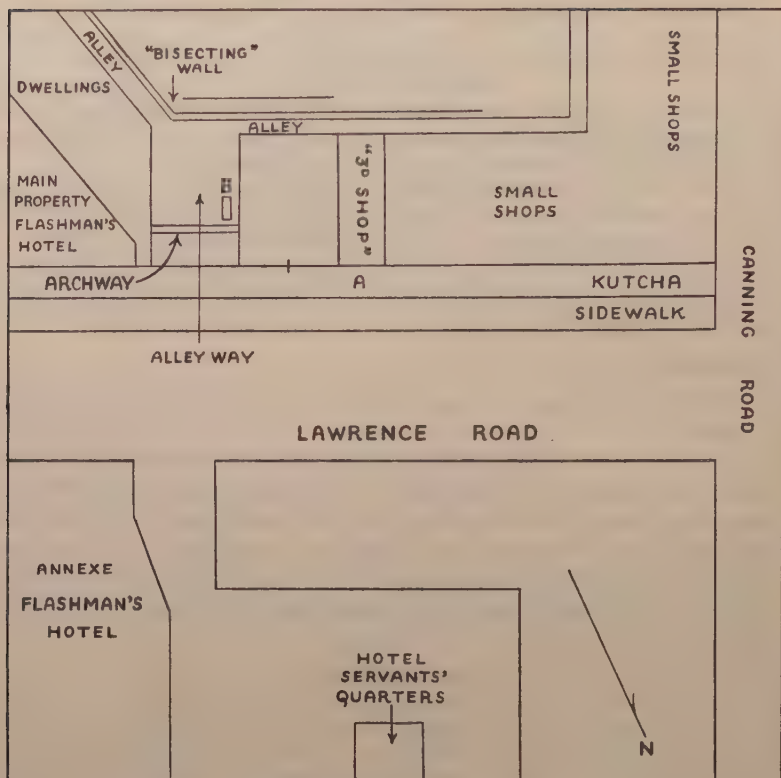 ALLEY
"BISECTING"
WALL
DWELLINGS
ALLEY
SMALL SHOPS
MAIN
PROPERTY
FLASHMAN'S
HOTEL
"3D SHOP"
SMALL
SHOPS
ARCHWAY
A
KUTCHA
SIDEWALK
ALLEY WAY
CANNING ROAD
LAWRENCE ROAD
ANNEXE
FLASHMAN'S
HOTEL
HOTEL
SERVANTS'
QUARTERS
N